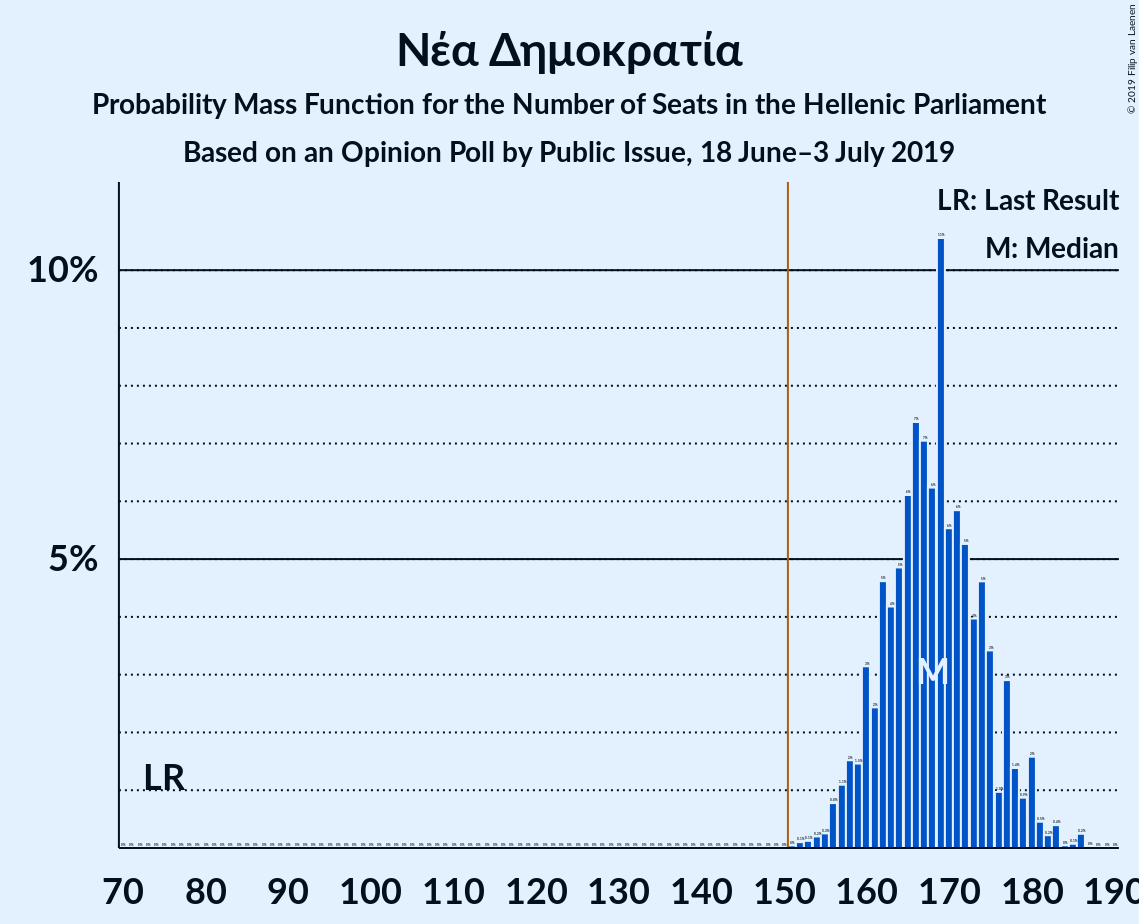 Νέα Δημοκρατία
Probability Mass Function for the Number of Seats in the Hellenic Parliament
Based on an Opinion Poll by Public Issue, 18 June–3 July 2019
© 2019 Filip van Laenen
LR: Last Result
M: Median
10%
5%
LR
M
70 80 90 100 110 120 130 140 150 160 170 180 190